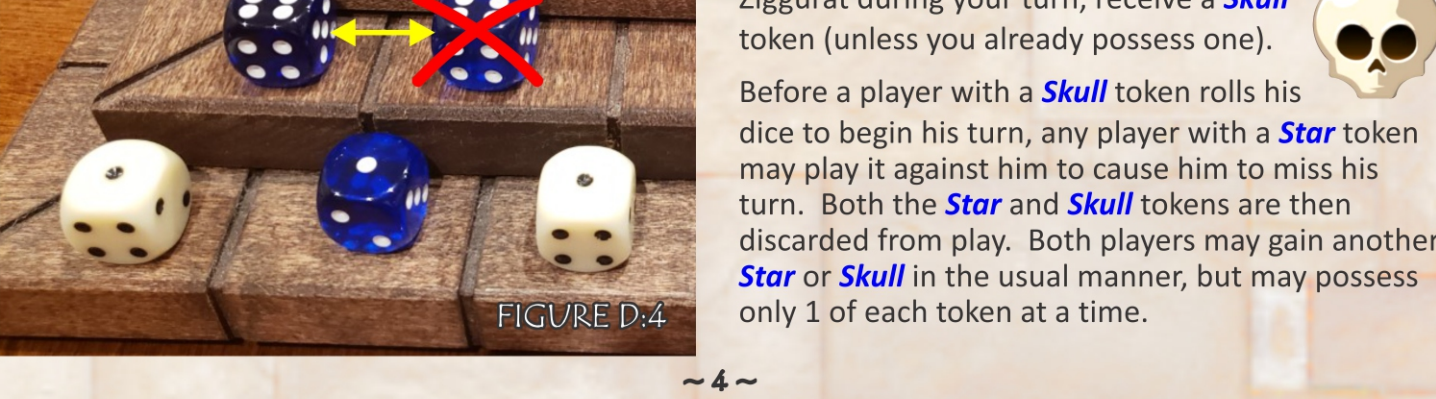 FIGURE D:4
Ziggurat during your turn, receive a Skull
token (unless you already possess one).
Before a player with a Skull token rolls his
dice to begin his turn, any player with a Star token
may play it against him to cause him to miss his
turn.  Both the Star and Skull tokens are then
discarded from play.  Both players may gain another
Star or Skull in the usual manner, but may possess
only 1 of each token at a time.
~ 4 ~